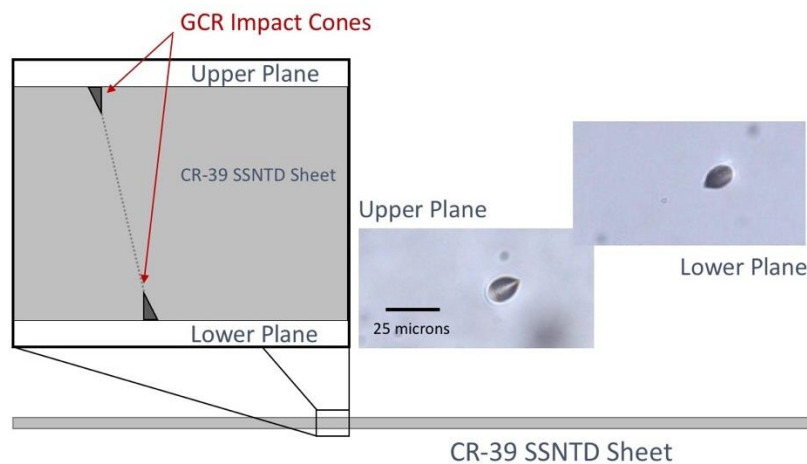 GCR Impact Cones
Upper Plane
CR-39 SSNTD Sheet
Lower Plane
Upper Plane
25 microns
Lower Plane
CR-39 SSNTD Sheet